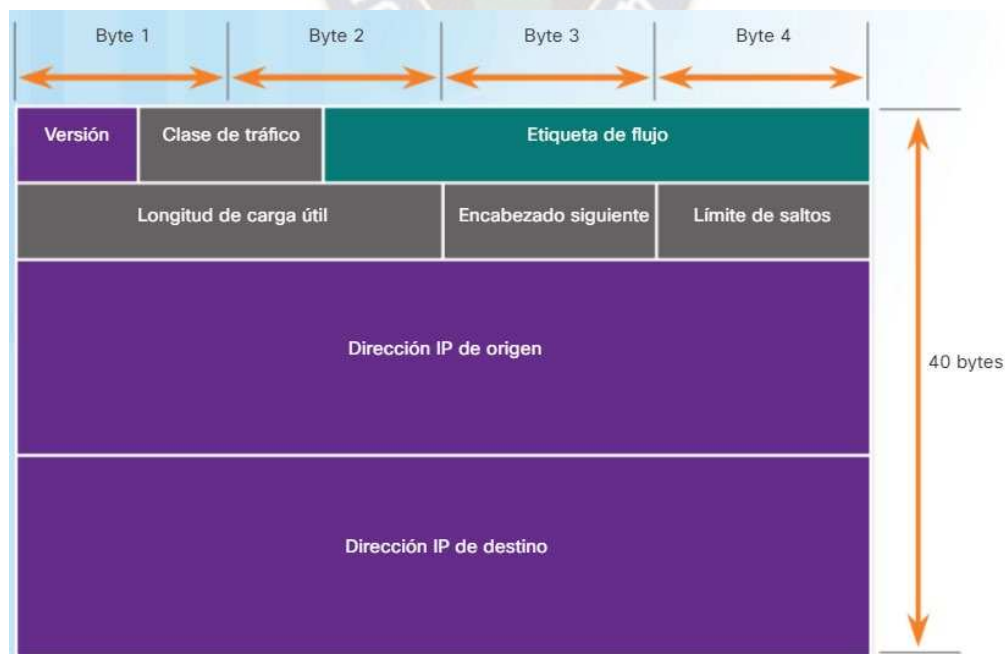 Byte 1 Byte 2 Byte 3 Byte 4
Versión Clase de tráfico Etiqueta de flujo
Longitud de carga útil Encabezado siguiente Límite de saltos
Dirección IP de origen
40 bytes
Dirección IP de destino